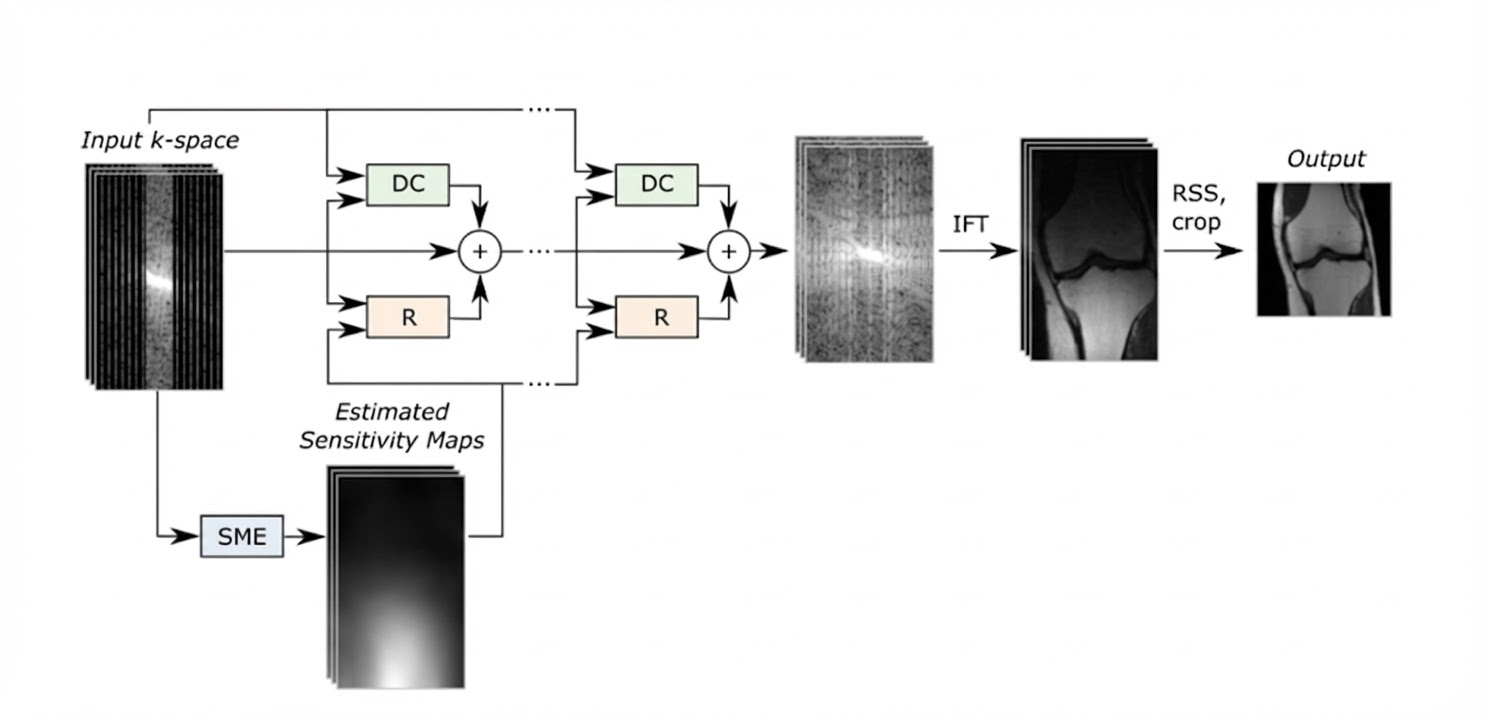 Input k-space
...
DC
DC
+
...
+
R
R
...
IFT
RSS,
crop
Output
Estimated
Sensitivity Maps
SME